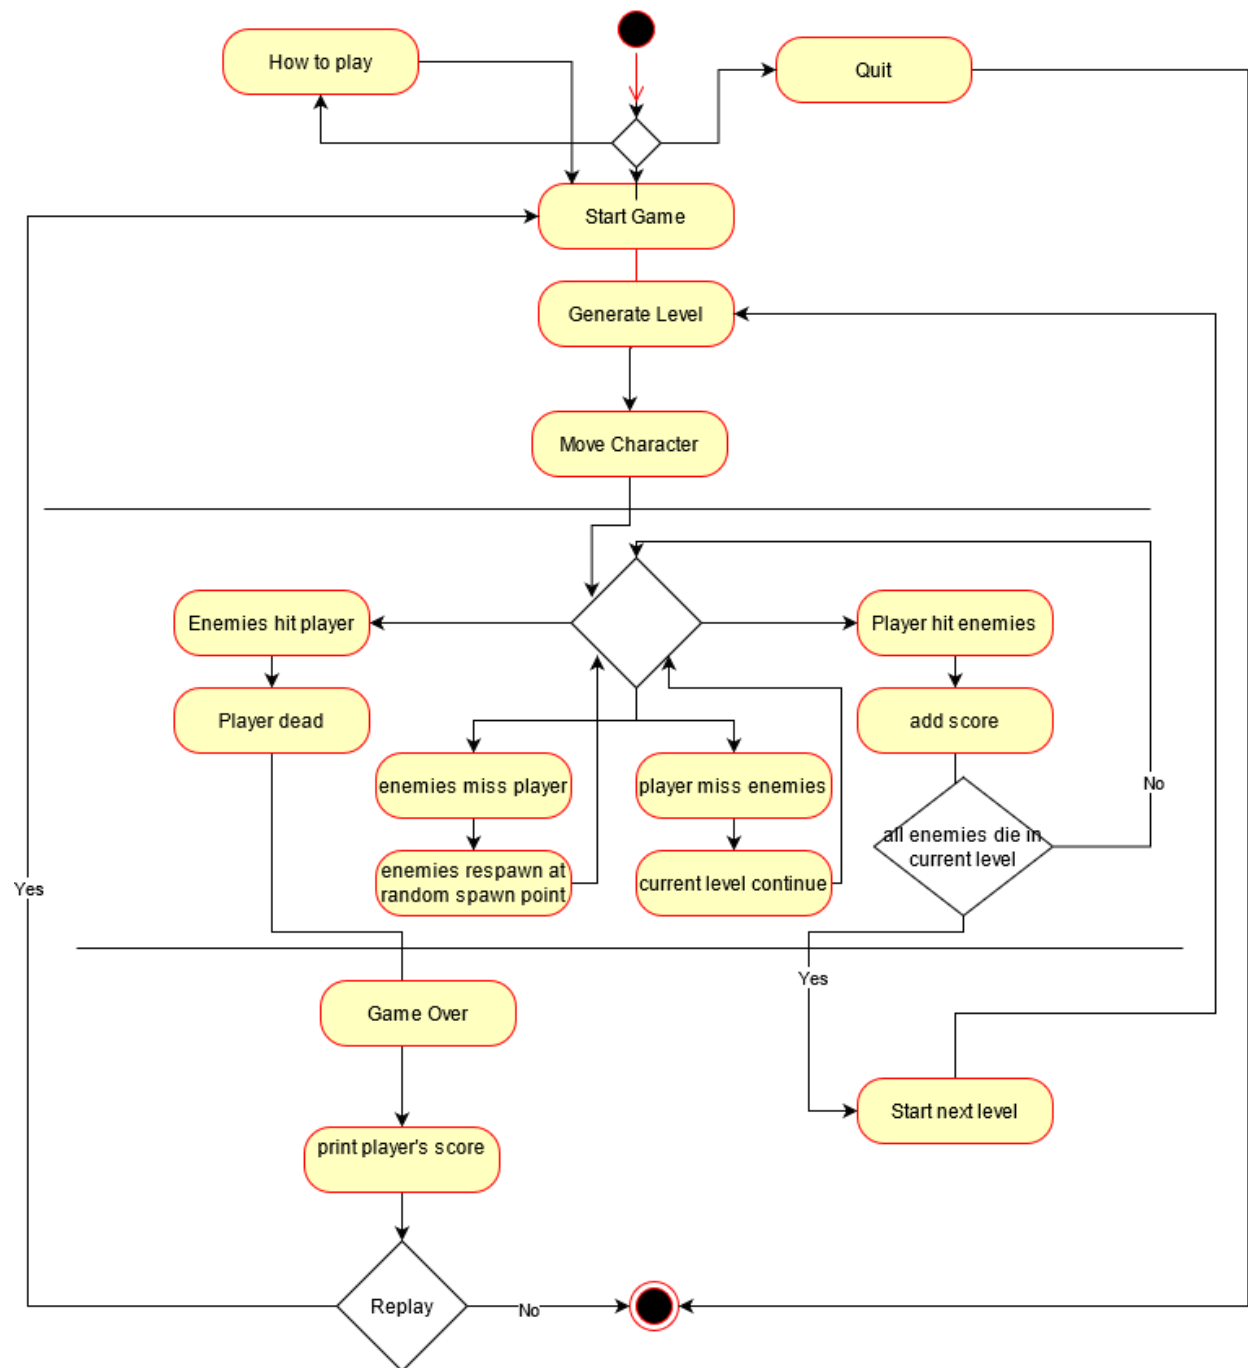 How to play
Quit
Start Game
Generate Level
Move Character
Enemies hit player
Player hit enemies
Player dead
add score
enemies miss player
player miss enemies
No
all enemies die in
current level
enemies respawn at
random spawn point
current level continue
Yes
Yes
Game Over
Start next level
print player's score
Replay
No